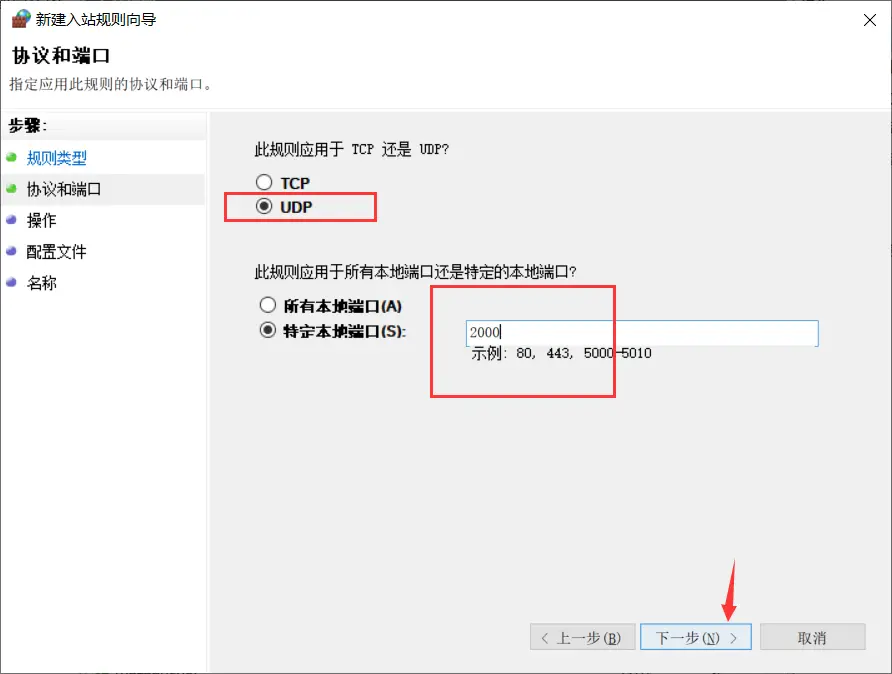 新建入站规则向导
协议和端口
指定应用此规则的协议和端口。
步骤:
规则类型
协议和端口
操作
配置文件
名称
此规则应用于 TCP 还是 UDP?
TCP
UDP
此规则应用于所有本地端口还是特定的本地端口?
所有本地端口(A)
特定本地端口(S): 2000
示例: 80, 443, 5000-5010
< 上一步(B) 下一步(N) > 取消